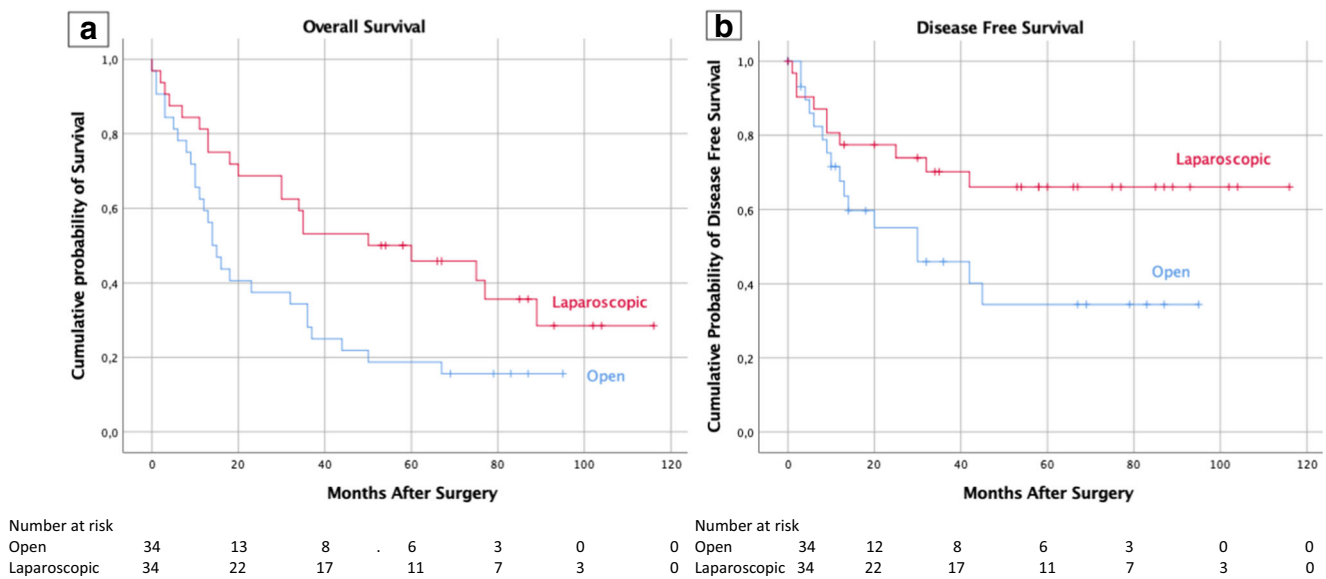 a
Overall Survival
Cumulative probability of Survival
1,0
0,8
0,6
0,4
0,2
0,0
Laparoscopic
Open
0 20 40 60 80 100 120
Months After Surgery
Number at risk
Open 34 13 8 . 6 3 0 0
Laparoscopic 34 22 17 11 7 3 0
b
Disease Free Survival
Cumulative Probability of Disease Free Survival
1,0
0,8
0,6
0,4
0,2
0,0
Laparoscopic
Open
0 20 40 60 80 100 120
Months After Surgery
Number at risk
Open 34 12 8 6 3 0 0
Laparoscopic 34 22 17 11 7 3 0